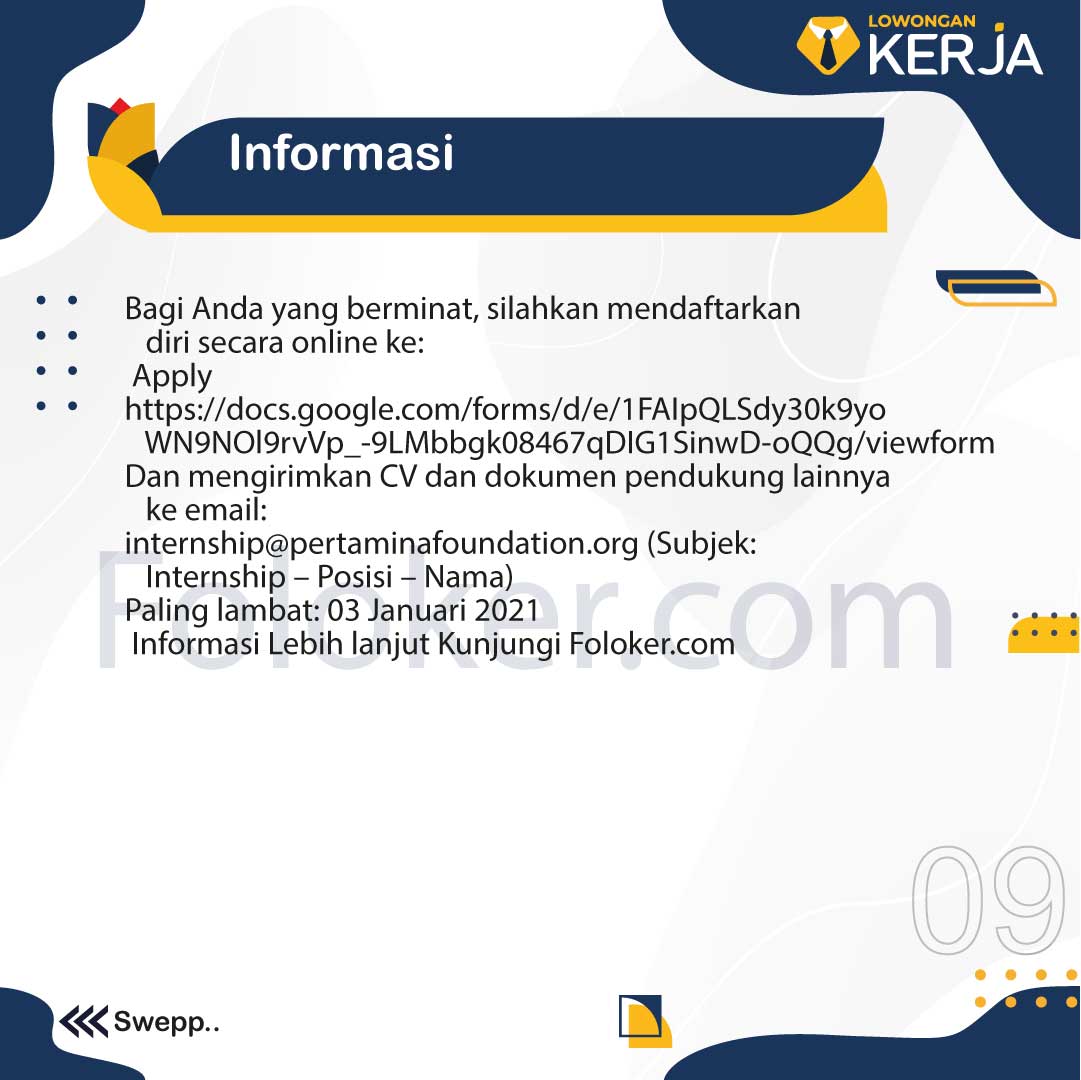 LOWONGAN
KERJA
Informasi
Bagi Anda yang berminat, silahkan mendaftarkan
diri secara online ke:
Apply
https://docs.google.com/forms/d/e/1FAIpQLSdy30k9yo
WN9NOl9rvVp_-9LMbbgk08467qDIG1SinwD-oQQg/viewform
Dan mengirimkan CV dan dokumen pendukung lainnya
ke email:
internship@pertaminafoundation.org (Subjek:
Internship – Posisi – Nama)
Paling lambat: 03 Januari 2021
Informasi Lebih lanjut Kunjungi Foloker.com
Foloker.com
09
Swepp..